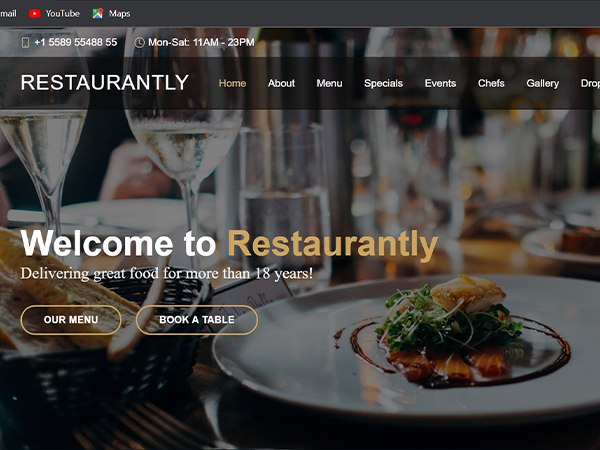 mail YouTube Maps
+1 5589 55488 55 Mon-Sat: 11AM - 23PM
RESTAURANTLY Home About Menu Specials Events Chefs Gallery Drop
Welcome to Restaurantly
Delivering great food for more than 18 years!
OUR MENU BOOK A TABLE